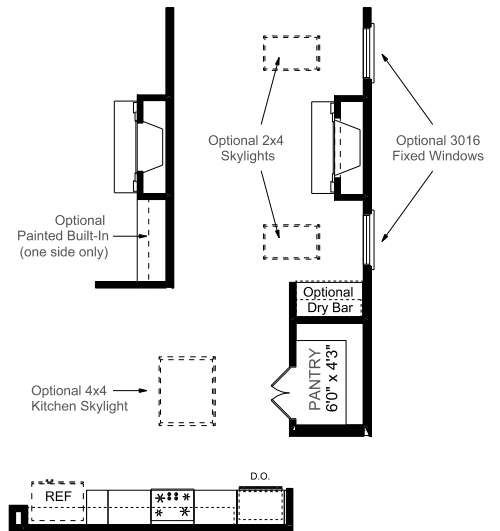 Optional 2x4
Skylights
Optional 3016
Fixed Windows
Optional
Painted Built-In
(one side only)
Optional
Dry Bar
PANTRY
6'0" x 4'3"
Optional 4x4
Kitchen Skylight
D.O.
REF